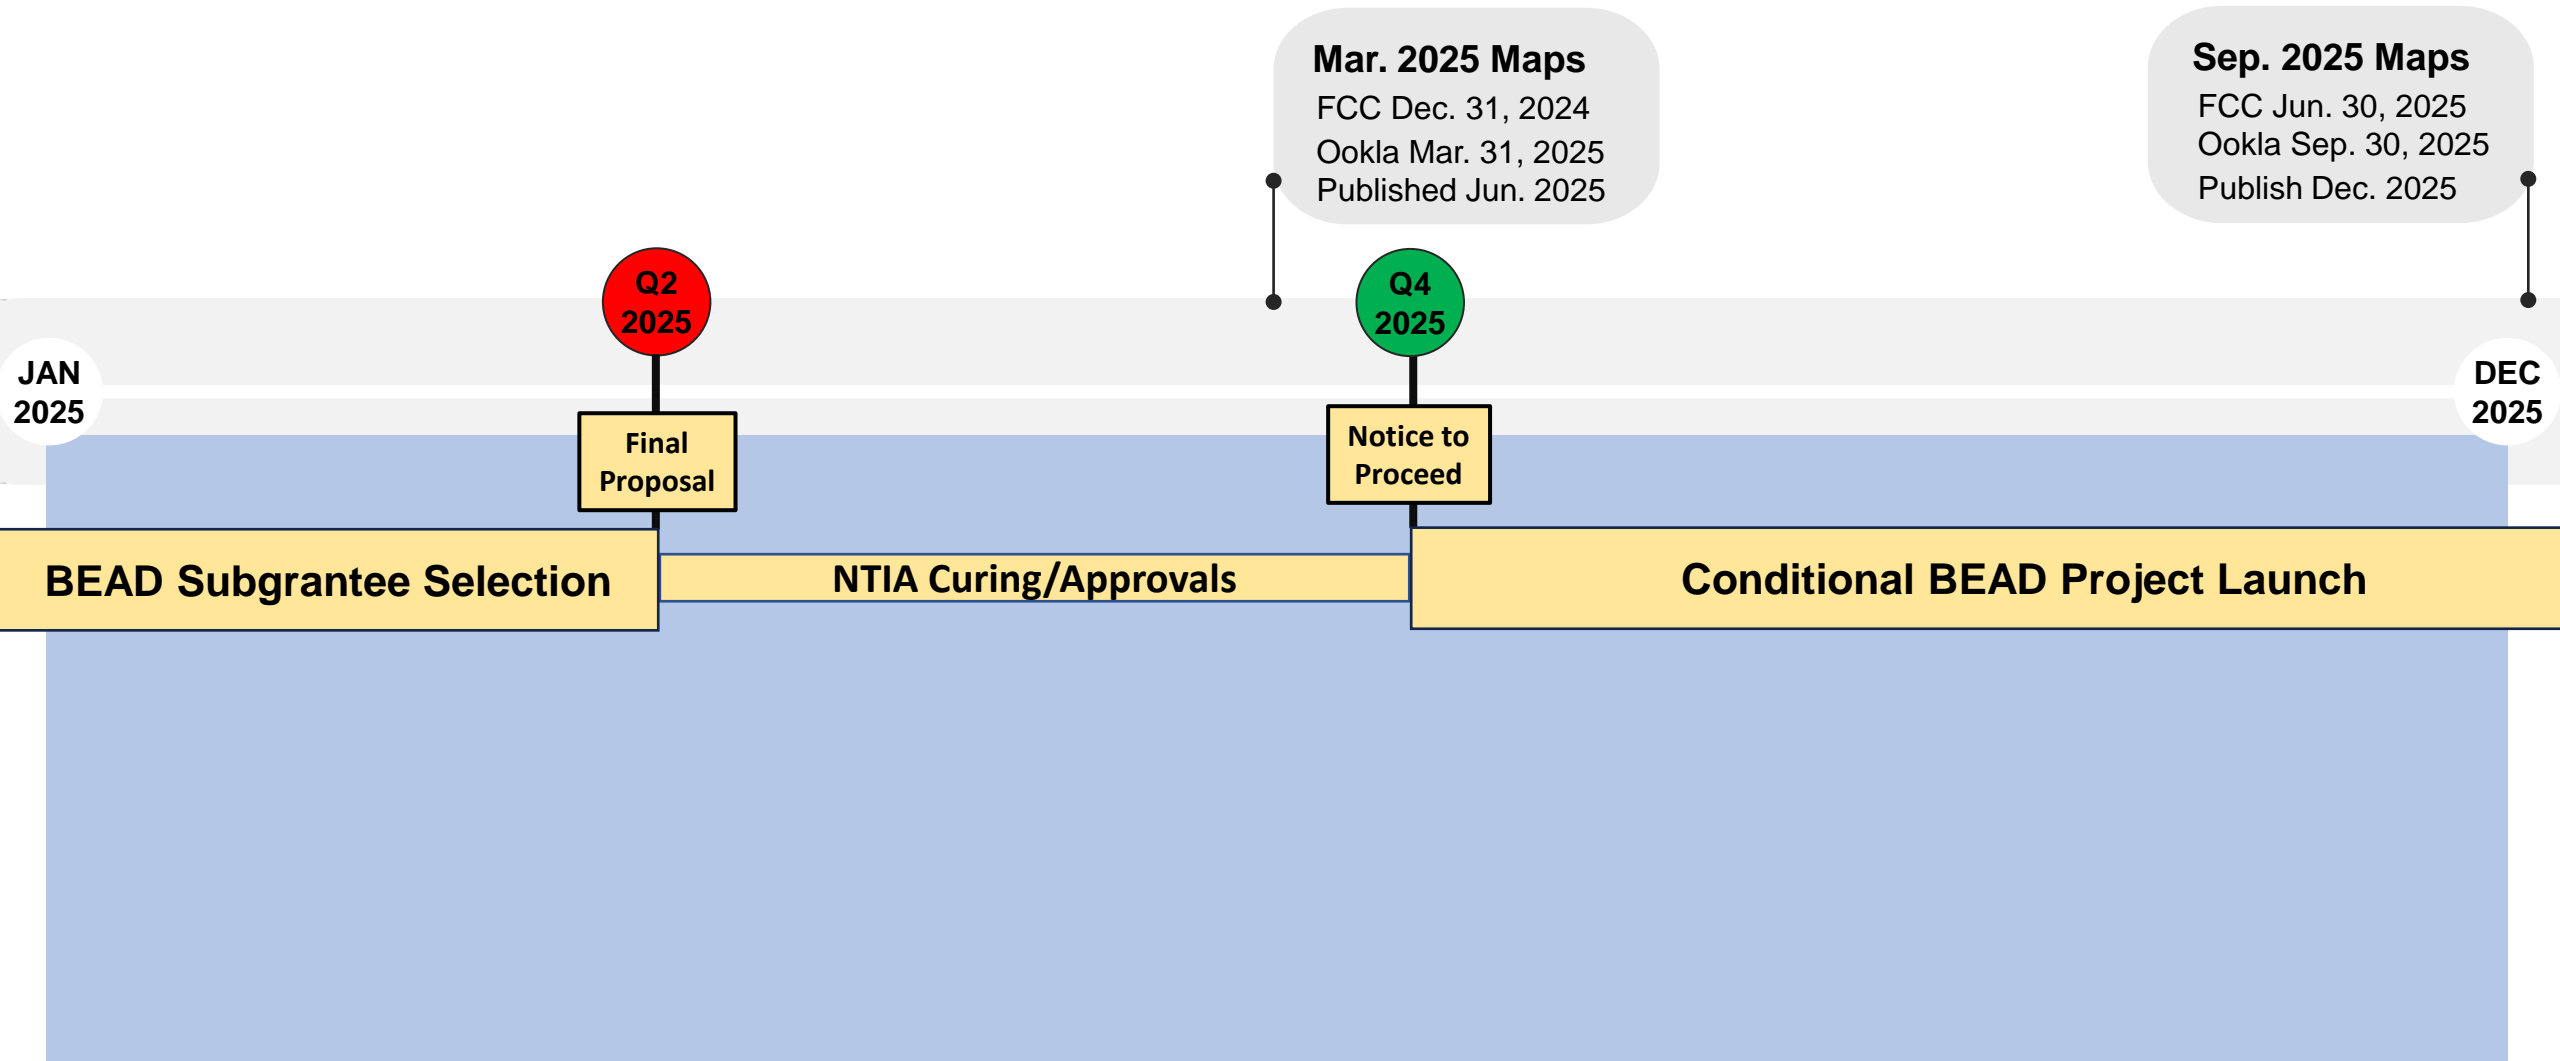 Mar. 2025 Maps
FCC Dec. 31, 2024
Ookla Mar. 31, 2025
Published Jun. 2025
Sep. 2025 Maps
FCC Jun. 30, 2025
Ookla Sep. 30, 2025
Publish Dec. 2025
Q2
2025
Q4
2025
JAN
2025
DEC
2025
Final
Proposal
Notice to
Proceed
BEAD Subgrantee Selection
NTIA Curing/Approvals
Conditional BEAD Project Launch